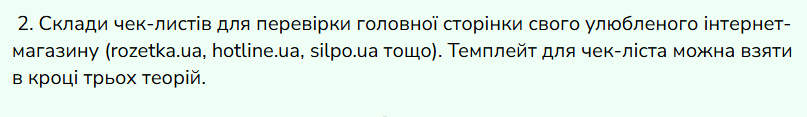 2. Склади чек-листів для перевірки головної сторінки свого улюбленого інтернет-
магазину (rozetka.ua, hotline.ua, silpo.ua тощо). Темплейт для чек-ліста можна взяти
в кроці трьох теорій.